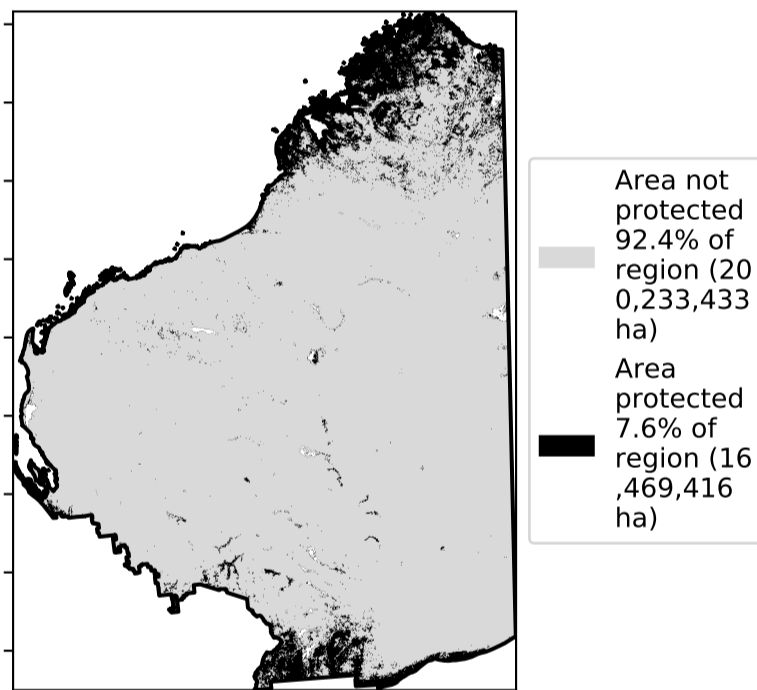 Area not
protected
92.4% of
region (20
0,233,433
ha)
Area
protected
7.6% of
region (16
,469,416
ha)